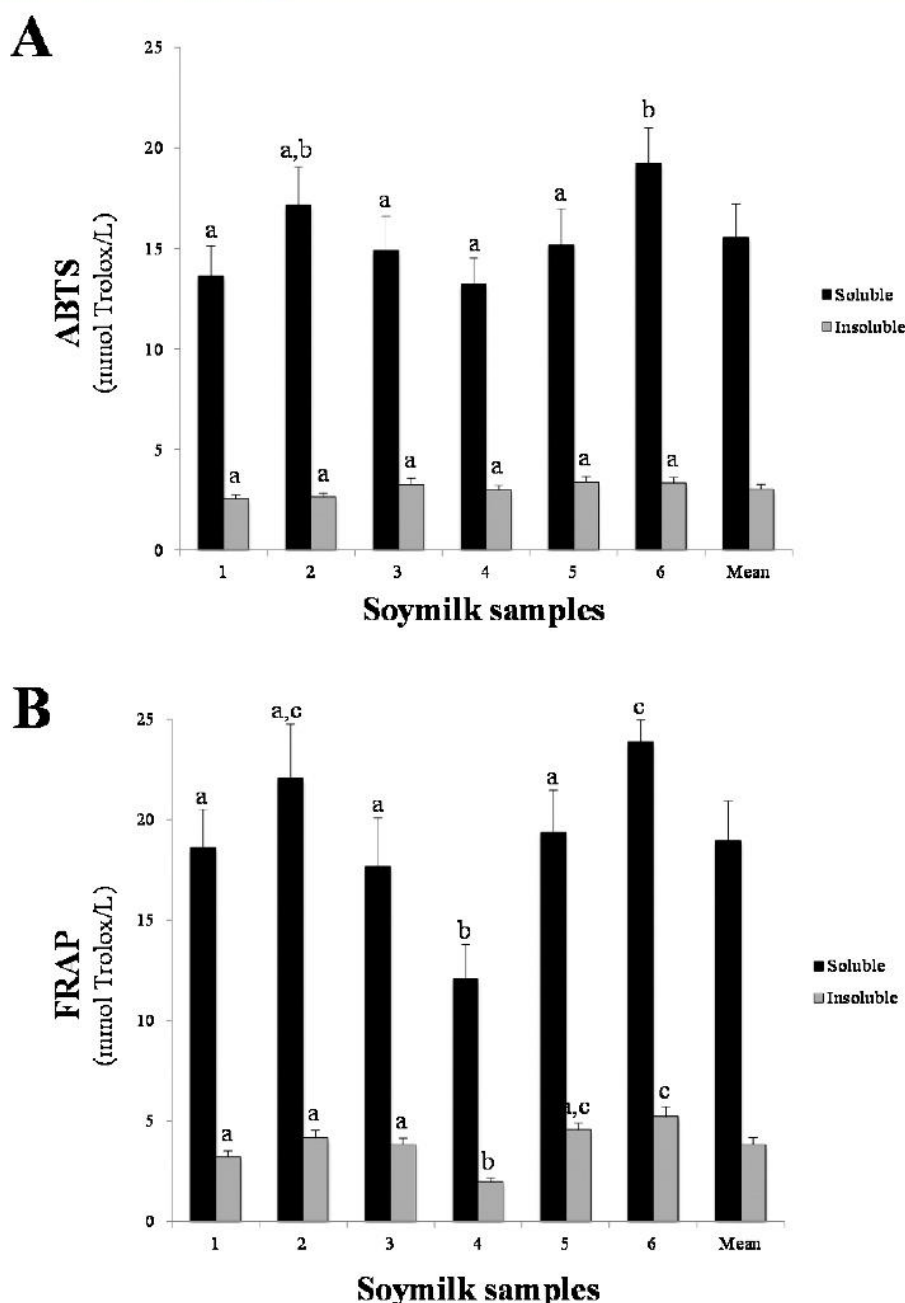 A
25
20
15
10
5
0
ABTS
(mmol Trolox/L)
a
a,b
a
a
a
b
a
a
a
a
a
a
Soluble
Insoluble
1 2 3 4 5 6 Mean
Soymilk samples
B
25
20
15
10
5
0
FRAP
(mmol Trolox/L)
a
a,c
a
b
a
c
a
a
a
b
a,c
c
Soluble
Insoluble
1 2 3 4 5 6 Mean
Soymilk samples